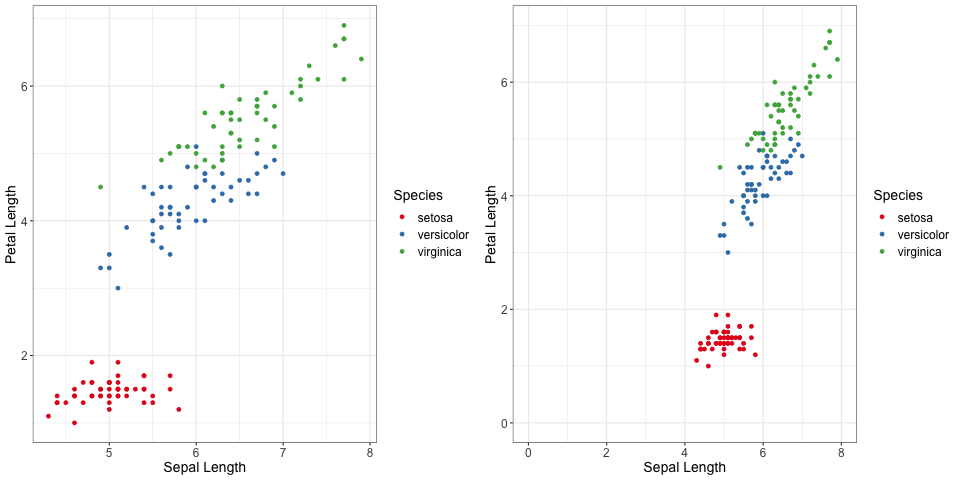 Petal Length
6
4
2
5
6
7
8
Sepal Length
Species
setosa
versicolor
virginica
Petal Length
6
4
2
0
0
2
4
6
8
Sepal Length
Species
setosa
versicolor
virginica